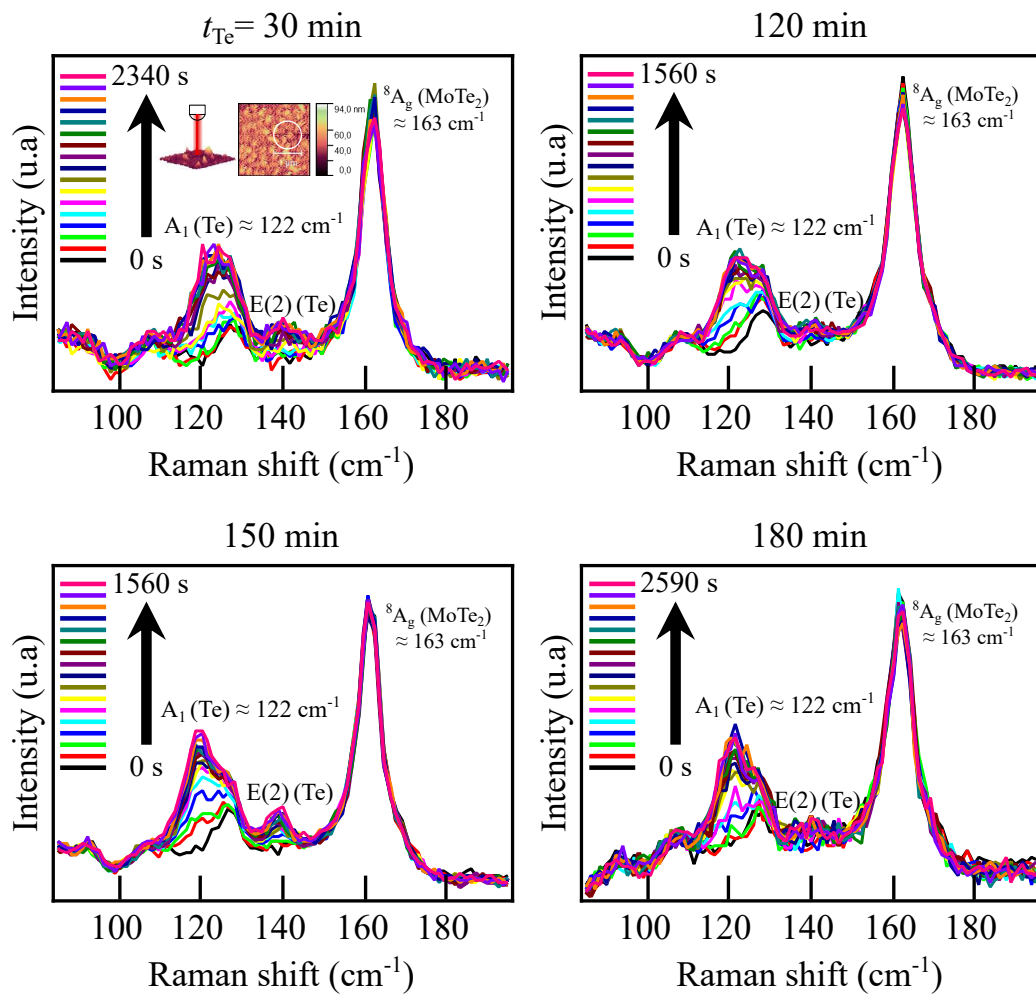 t_Te = 30 min
2340 s
0 s
94,0 nm
60,0
40,0
0,0
⁸A_g (MoTe₂)
≈ 163 cm⁻¹
A₁ (Te) ≈ 122 cm⁻¹
E(2) (Te)
Intensity (u.a)
100 120 140 160 180
Raman shift (cm⁻¹)
120 min
1560 s
0 s
⁸A_g (MoTe₂)
≈ 163 cm⁻¹
A₁ (Te) ≈ 122 cm⁻¹
E(2) (Te)
Intensity (u.a)
100 120 140 160 180
Raman shift (cm⁻¹)
150 min
1560 s
0 s
⁸A_g (MoTe₂)
≈ 163 cm⁻¹
A₁ (Te) ≈ 122 cm⁻¹
E(2) (Te)
Intensity (u.a)
100 120 140 160 180
Raman shift (cm⁻¹)
180 min
2590 s
0 s
⁸A_g (MoTe₂)
≈ 163 cm⁻¹
A₁ (Te) ≈ 122 cm⁻¹
E(2) (Te)
Intensity (u.a)
100 120 140 160 180
Raman shift (cm⁻¹)